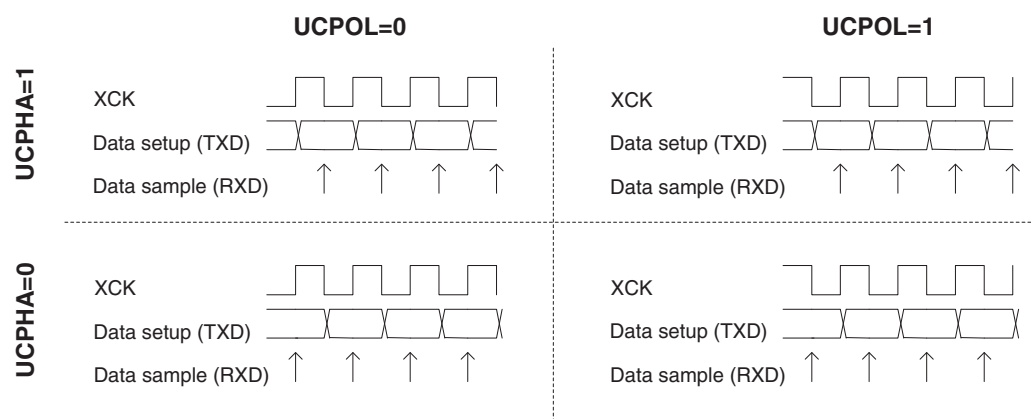 UCPOL=0
UCPOL=1
UCPHA=1
XCK
Data setup (TXD)
Data sample (RXD)
XCK
Data setup (TXD)
Data sample (RXD)
UCPHA=0
XCK
Data setup (TXD)
Data sample (RXD)
XCK
Data setup (TXD)
Data sample (RXD)